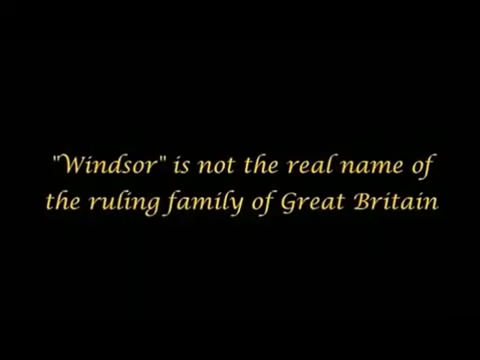 "Windsor" is not the real name of
the ruling family of Great Britain